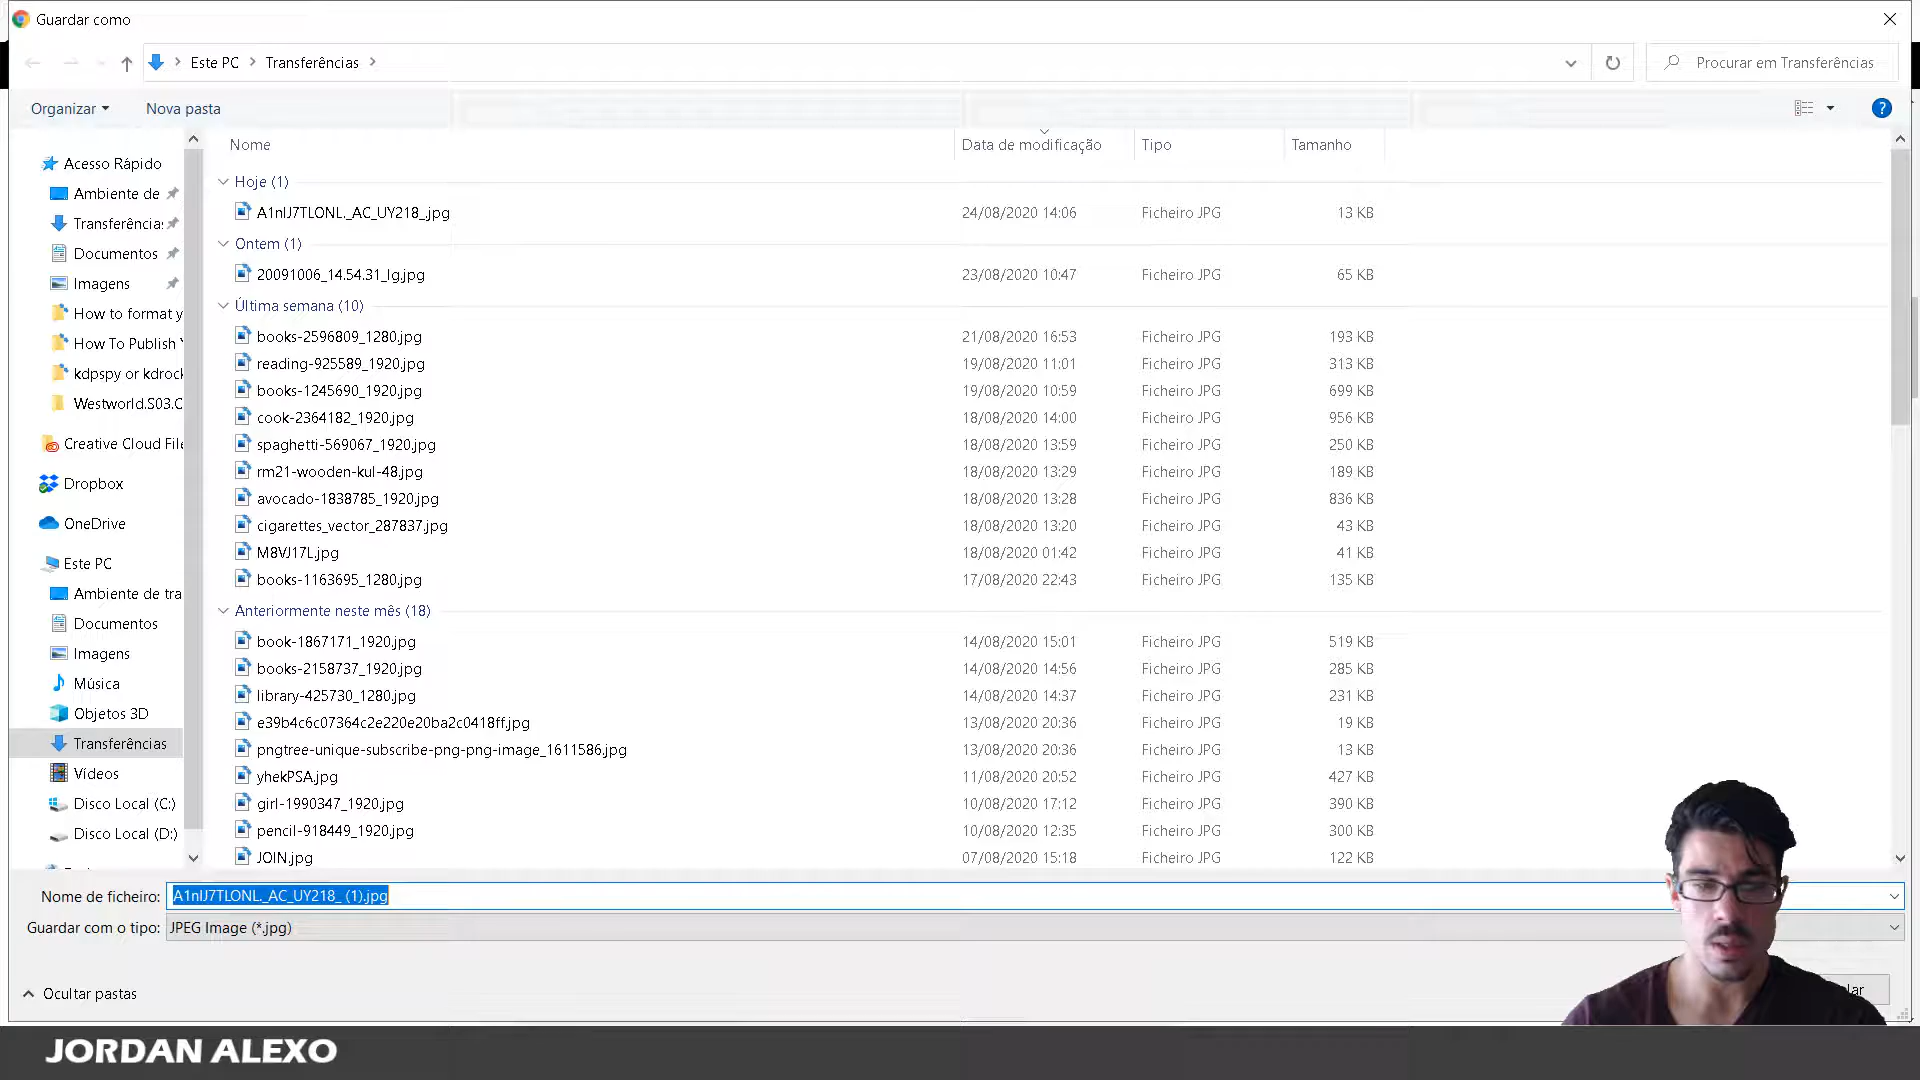 Guardar como
Este PC > Transferências >
Procurar em Transferências
Organizar
Nova pasta
Nome
Data de modificação
Tipo
Tamanho
Acesso Rápido
Ambiente de
Transferências
Documentos
Imagens
How to format y
How To Publish Y
kdpspy or kdrock
Westworld.S03.C
Creative Cloud File
Dropbox
OneDrive
Este PC
Ambiente de tra
Documentos
Imagens
Música
Objetos 3D
Transferências
Vídeos
Disco Local (C:)
Disco Local (D:)
Hoje (1)
A1nIJ7TLONL._AC_UY218_.jpg 24/08/2020 14:06 Ficheiro JPG 13 KB
Ontem (1)
20091006_14.54.31_lg.jpg 23/08/2020 10:47 Ficheiro JPG 65 KB
Última semana (10)
books-2596809_1280.jpg 21/08/2020 16:53 Ficheiro JPG 193 KB
reading-925589_1920.jpg 19/08/2020 11:01 Ficheiro JPG 313 KB
books-1245690_1920.jpg 19/08/2020 10:59 Ficheiro JPG 699 KB
cook-2364182_1920.jpg 18/08/2020 14:00 Ficheiro JPG 956 KB
spaghetti-569067_1920.jpg 18/08/2020 13:59 Ficheiro JPG 250 KB
rm21-wooden-kul-48.jpg 18/08/2020 13:29 Ficheiro JPG 189 KB
avocado-1838785_1920.jpg 18/08/2020 13:28 Ficheiro JPG 836 KB
cigarettes_vector_287837.jpg 18/08/2020 13:20 Ficheiro JPG 43 KB
M8VJ17L.jpg 18/08/2020 01:42 Ficheiro JPG 41 KB
books-1163695_1280.jpg 17/08/2020 22:43 Ficheiro JPG 135 KB
Anteriormente neste mês (18)
book-1867171_1920.jpg 14/08/2020 15:01 Ficheiro JPG 519 KB
books-2158737_1920.jpg 14/08/2020 14:56 Ficheiro JPG 285 KB
library-425730_1280.jpg 14/08/2020 14:37 Ficheiro JPG 231 KB
e39b4c6c07364c2e220e20ba2c0418ff.jpg 13/08/2020 20:36 Ficheiro JPG 19 KB
pngtree-unique-subscribe-png-png-image_1611586.jpg 13/08/2020 20:36 Ficheiro JPG 13 KB
yhekPSA.jpg 11/08/2020 20:52 Ficheiro JPG 427 KB
girl-1990347_1920.jpg 10/08/2020 17:12 Ficheiro JPG 390 KB
pencil-918449_1920.jpg 10/08/2020 12:35 Ficheiro JPG 300 KB
JOIN.jpg 07/08/2020 15:18 Ficheiro JPG 122 KB
Nome de ficheiro: A1nIJ7TLONL._AC_UY218_ (1).jpg
Guardar com o tipo: JPEG Image (*.jpg)
Ocultar pastas
lar
JORDAN ALEXO